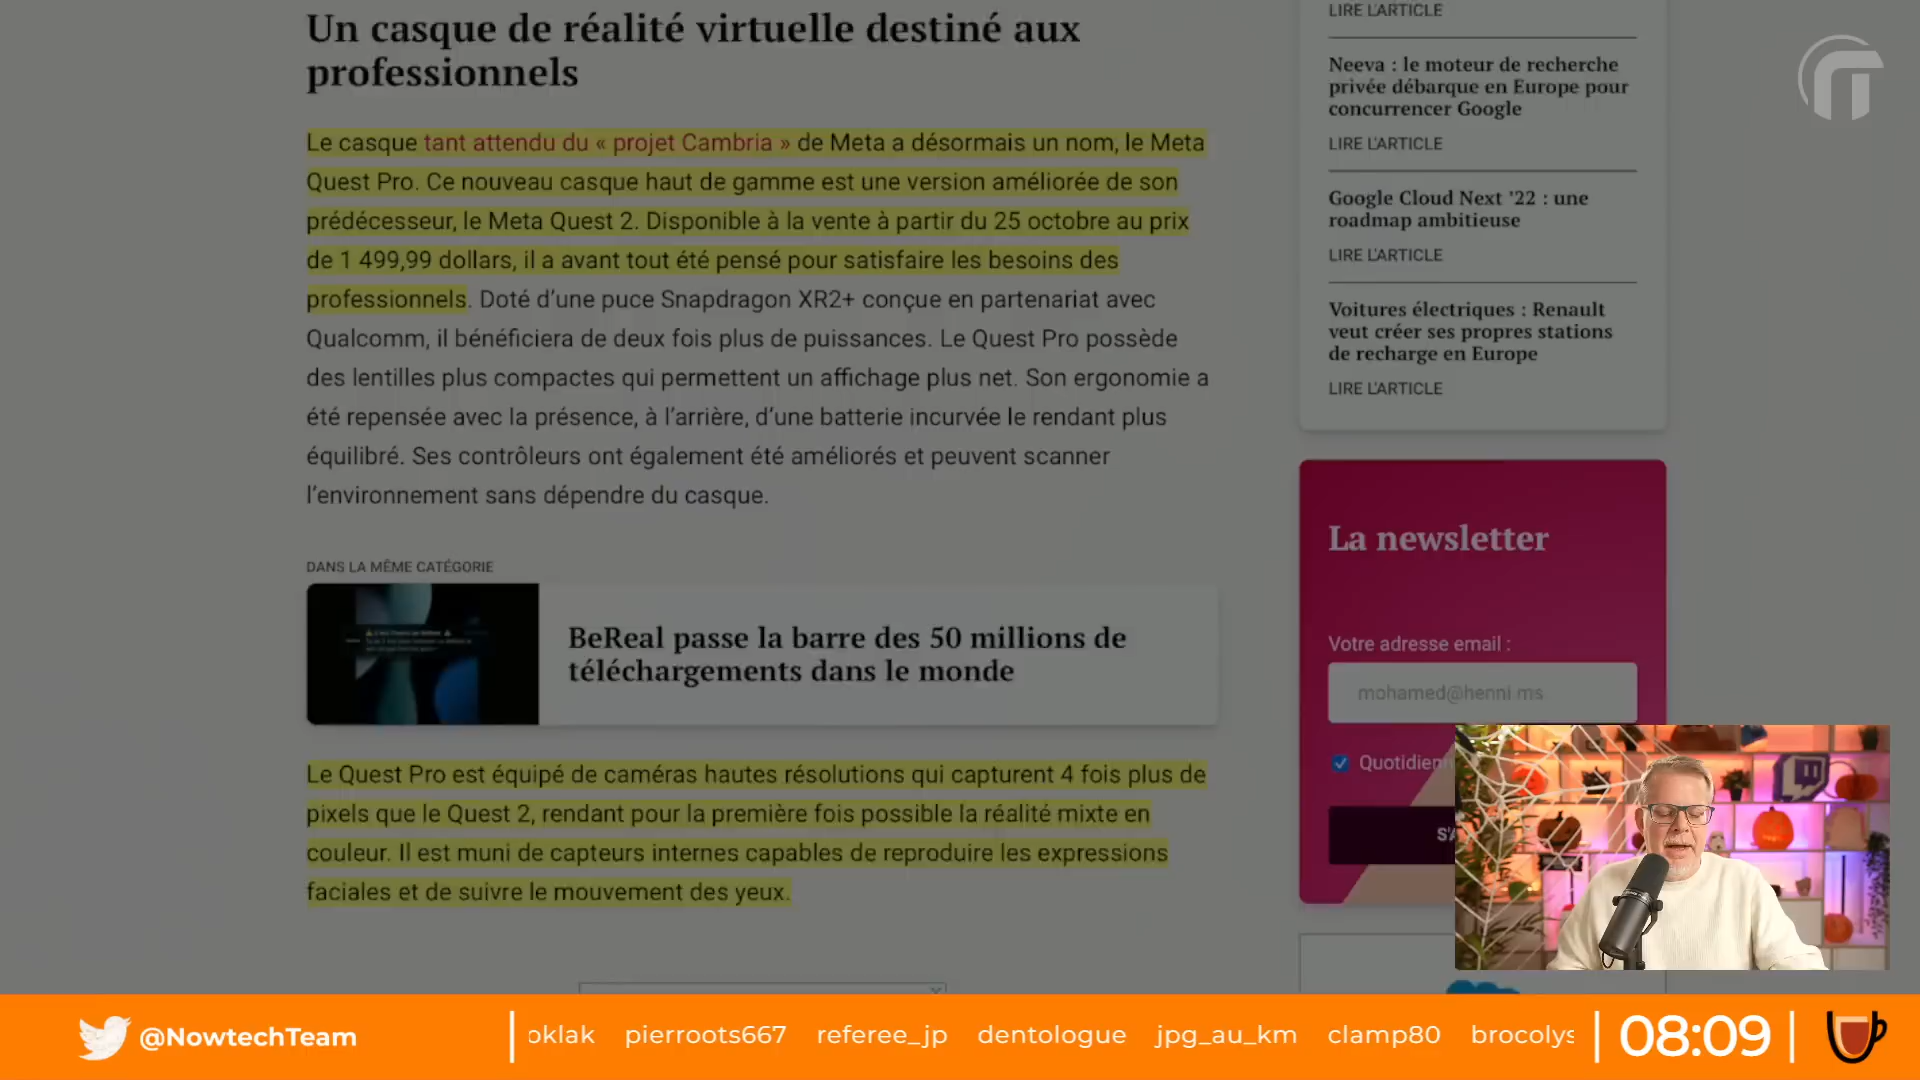 Un casque de réalité virtuelle destiné aux
professionnels
Le casque tant attendu du « projet Cambria » de Meta a désormais un nom, le Meta
Quest Pro. Ce nouveau casque haut de gamme est une version améliorée de son
prédécesseur, le Meta Quest 2. Disponible à la vente à partir du 25 octobre au prix
de 1 499,99 dollars, il a avant tout été pensé pour satisfaire les besoins des
professionnels. Doté d’une puce Snapdragon XR2+ conçue en partenariat avec
Qualcomm, il bénéficiera de deux fois plus de puissances. Le Quest Pro possède
des lentilles plus compactes qui permettent un affichage plus net. Son ergonomie a
été repensée avec la présence, à l’arrière, d’une batterie incurvée le rendant plus
équilibré. Ses contrôleurs ont également été améliorés et peuvent scanner
l’environnement sans dépendre du casque.
DANS LA MÊME CATÉGORIE
BeReal passe la barre des 50 millions de
téléchargements dans le monde
Le Quest Pro est équipé de caméras hautes résolutions qui capturent 4 fois plus de
pixels que le Quest 2, rendant pour la première fois possible la réalité mixte en
couleur. Il est muni de capteurs internes capables de reproduire les expressions
faciales et de suivre le mouvement des yeux.
LIRE L'ARTICLE
Neeva : le moteur de recherche
privée débarque en Europe pour
concurrencer Google
LIRE L'ARTICLE
Google Cloud Next '22 : une
roadmap ambitieuse
LIRE L'ARTICLE
Voitures électriques : Renault
veut créer ses propres stations
de recharge en Europe
LIRE L'ARTICLE
La newsletter
Votre adresse email :
mohamed@henni.ms
Quotidienn
S'A
@NowtechTeam
oklak pierroots667 referee_jp dentologue jpg_au_km clamp80 brocolys
08:09